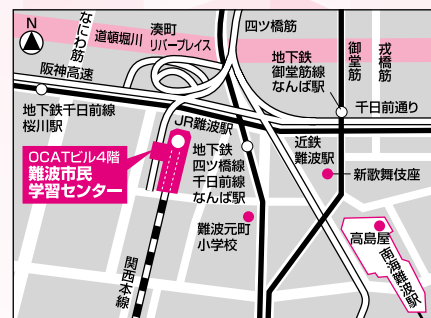 N
なにわ筋
道頓堀川
湊町
リバープレイス
四ツ橋筋
御堂筋
戎橋筋
阪神高速
地下鉄
御堂筋線
なんば駅
千日前通り
地下鉄千日前線
桜川駅
JR難波駅
OCATビル4階
難波市民
学習センター
地下鉄
四ツ橋線
千日前線
なんば駅
近鉄
難波駅
新歌舞伎座
難波元町
小学校
高島屋
南海難波駅
関西本線